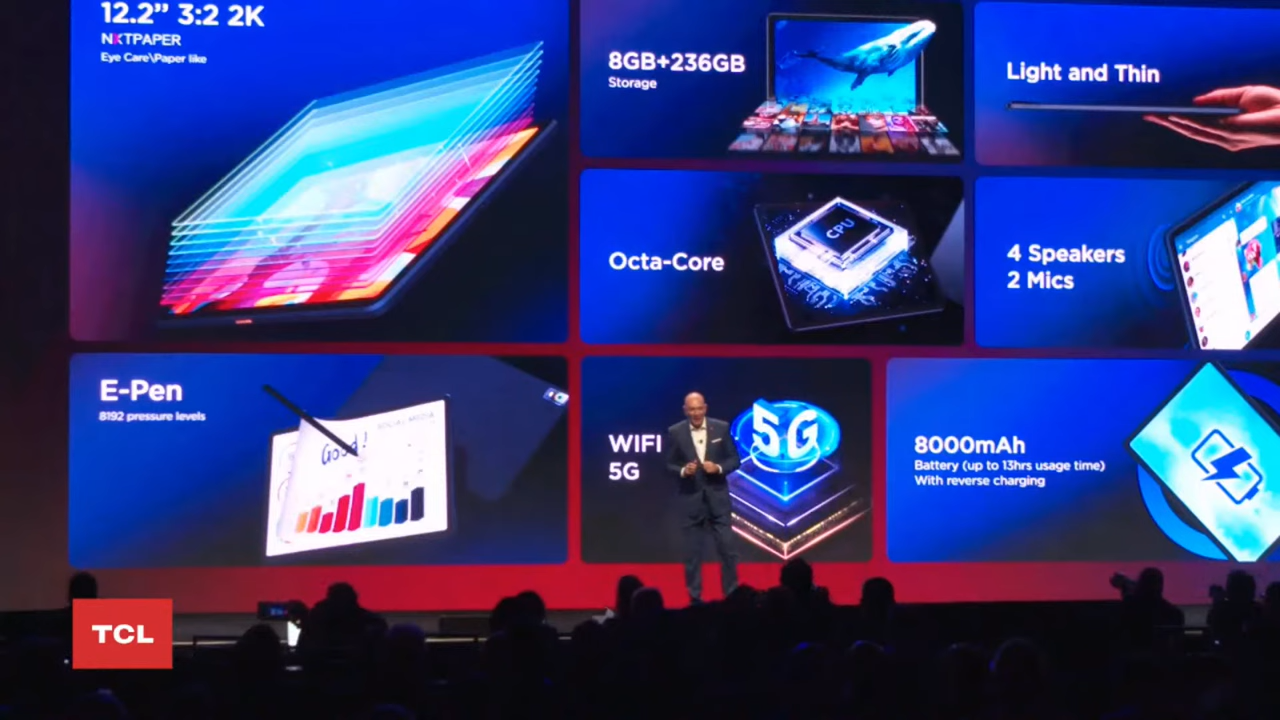 12.2” 3:2 2K
NXTPAPER
Eye Care\Paper like
8GB+236GB
Storage
Light and Thin
Octa-Core
CPU
4 Speakers
2 Mics
E-Pen
8192 pressure levels
SOCIAL MEDIA
Good!
WIFI
5G
5G
8000mAh
Battery (up to 13hrs usage time)
With reverse charging
TCL